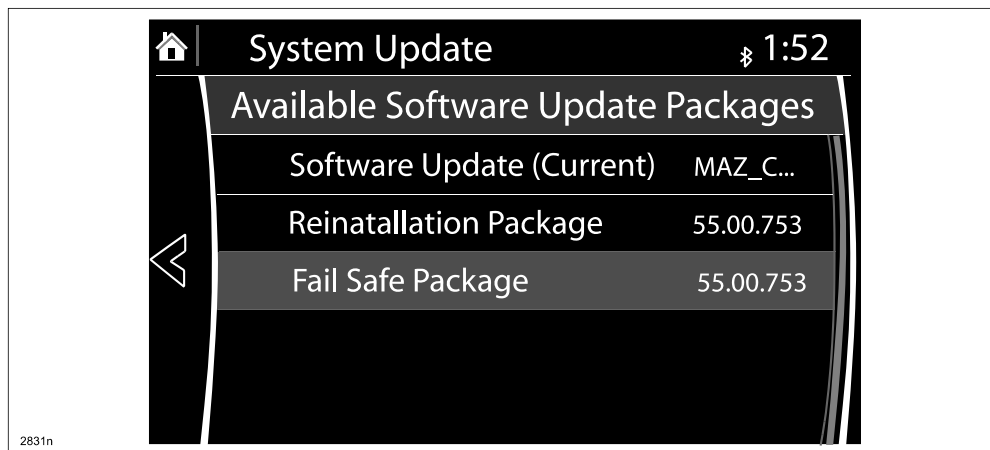 System Update 1:52
Available Software Update Packages
Software Update (Current) MAZ_C...
Reinatallation Package 55.00.753
Fail Safe Package 55.00.753
2831n